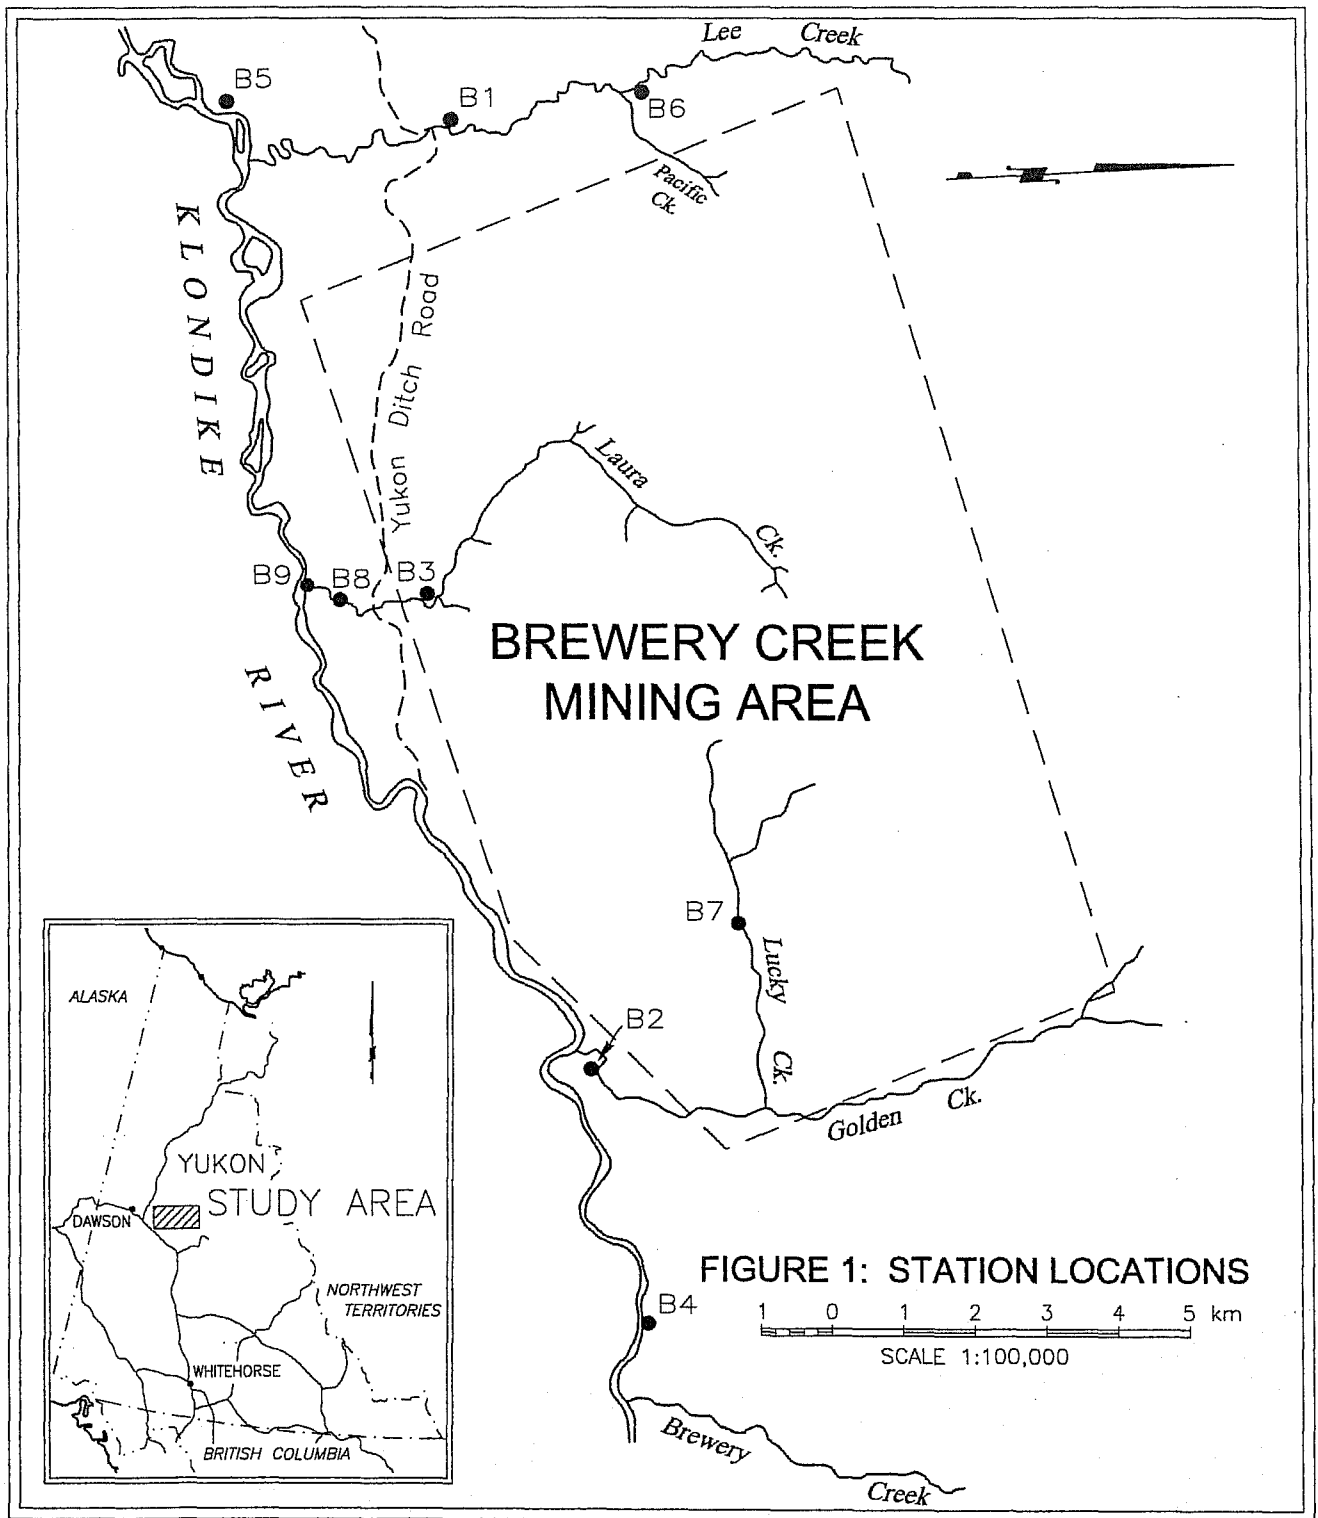 Lee Creek
B5
B1
B6
Pacific
Ck.
KLONDIKE
Yukon Ditch Road
Laura
Ck.
B9
B8
B3
BREWERY CREEK
MINING AREA
RIVER
B7
Lucky
Ck.
B2
Golden Ck.
ALASKA
YUKON
STUDY AREA
DAWSON
NORTHWEST
TERRITORIES
WHITEHORSE
BRITISH COLUMBIA
FIGURE 1: STATION LOCATIONS
B4
1 0 1 2 3 4 5 km
SCALE 1:100,000
Brewery
Creek